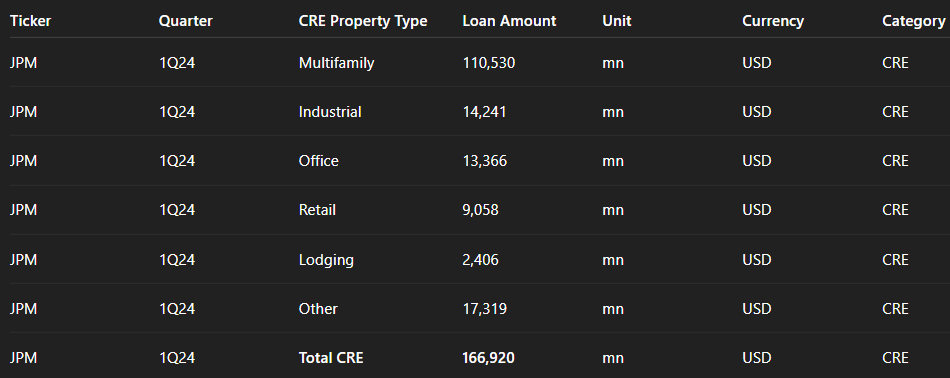 Ticker Quarter CRE Property Type Loan Amount Unit Currency Category
JPM 1Q24 Multifamily 110,530 mn USD CRE
JPM 1Q24 Industrial 14,241 mn USD CRE
JPM 1Q24 Office 13,366 mn USD CRE
JPM 1Q24 Retail 9,058 mn USD CRE
JPM 1Q24 Lodging 2,406 mn USD CRE
JPM 1Q24 Other 17,319 mn USD CRE
JPM 1Q24 Total CRE 166,920 mn USD CRE